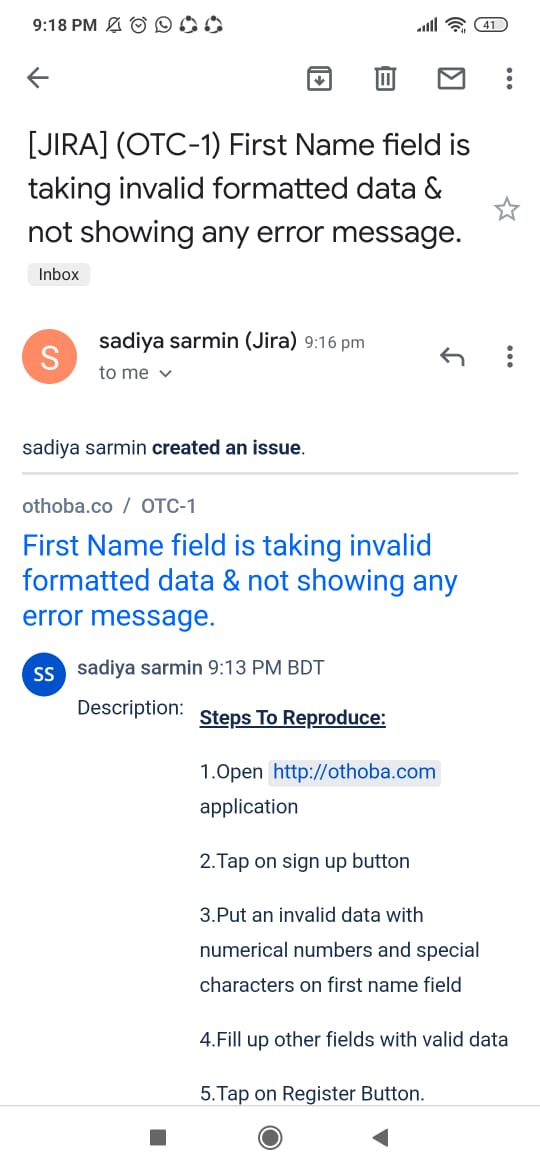 9:18 PM
41
[JIRA] (OTC-1) First Name field is
taking invalid formatted data &
not showing any error message.
Inbox
S
sadiya sarmin (Jira) 9:16 pm
to me
sadiya sarmin created an issue.
othoba.co / OTC-1
First Name field is taking invalid
formatted data & not showing any
error message.
SS
sadiya sarmin 9:13 PM BDT
Description:
Steps To Reproduce:
1.Open http://othoba.com
application
2.Tap on sign up button
3.Put an invalid data with
numerical numbers and special
characters on first name field
4.Fill up other fields with valid data
5.Tap on Register Button.